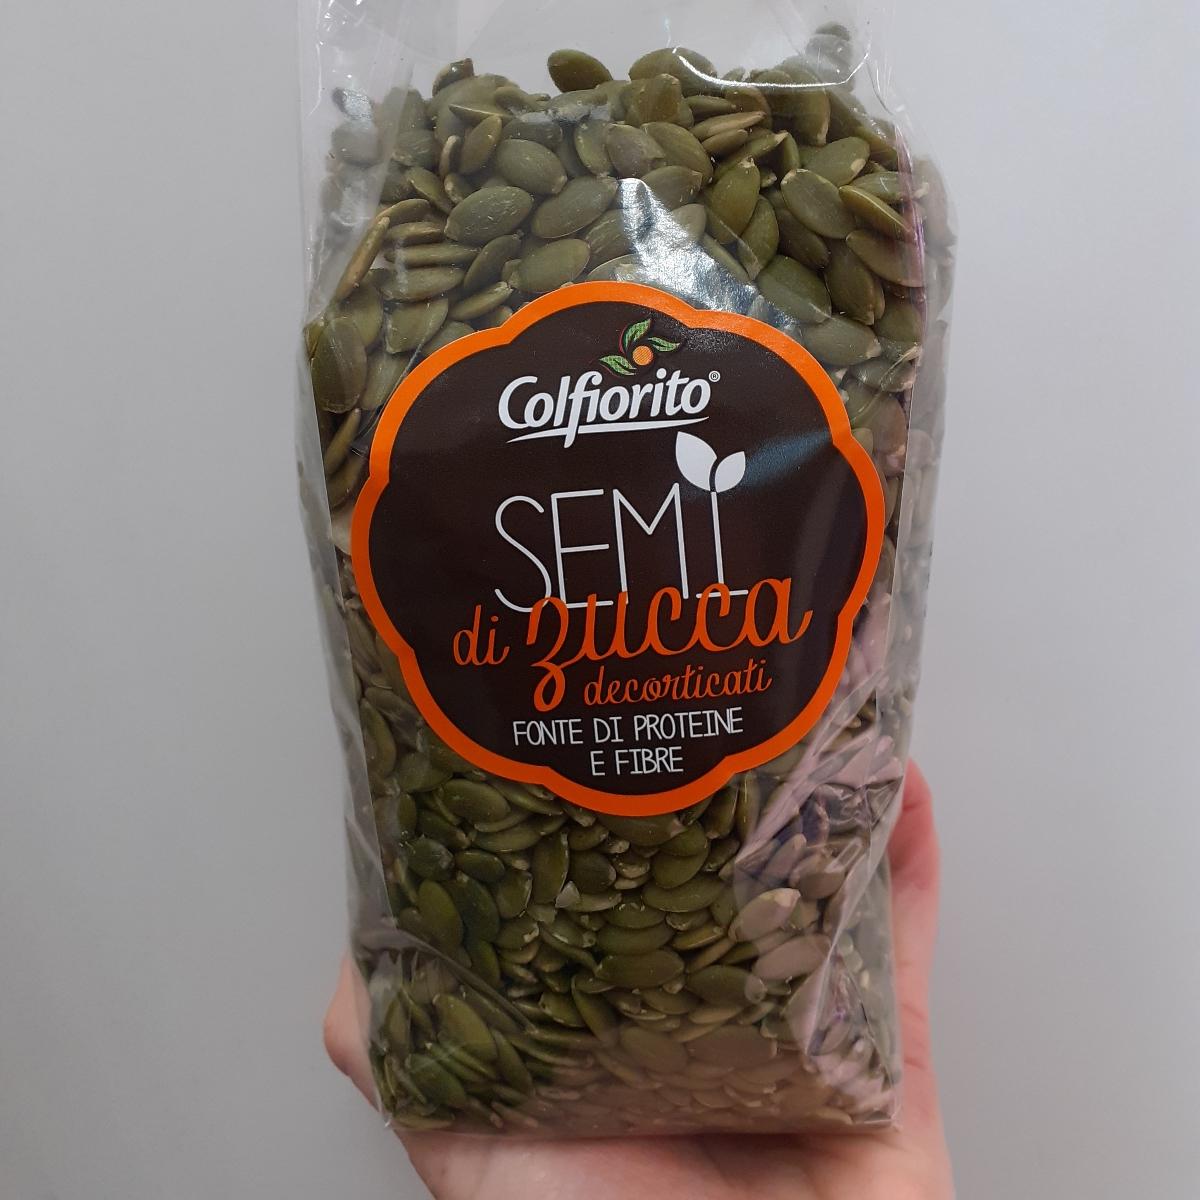 Colfiorito®
SEMI
di zucca
decorticati
FONTE DI PROTEINE
E FIBRE